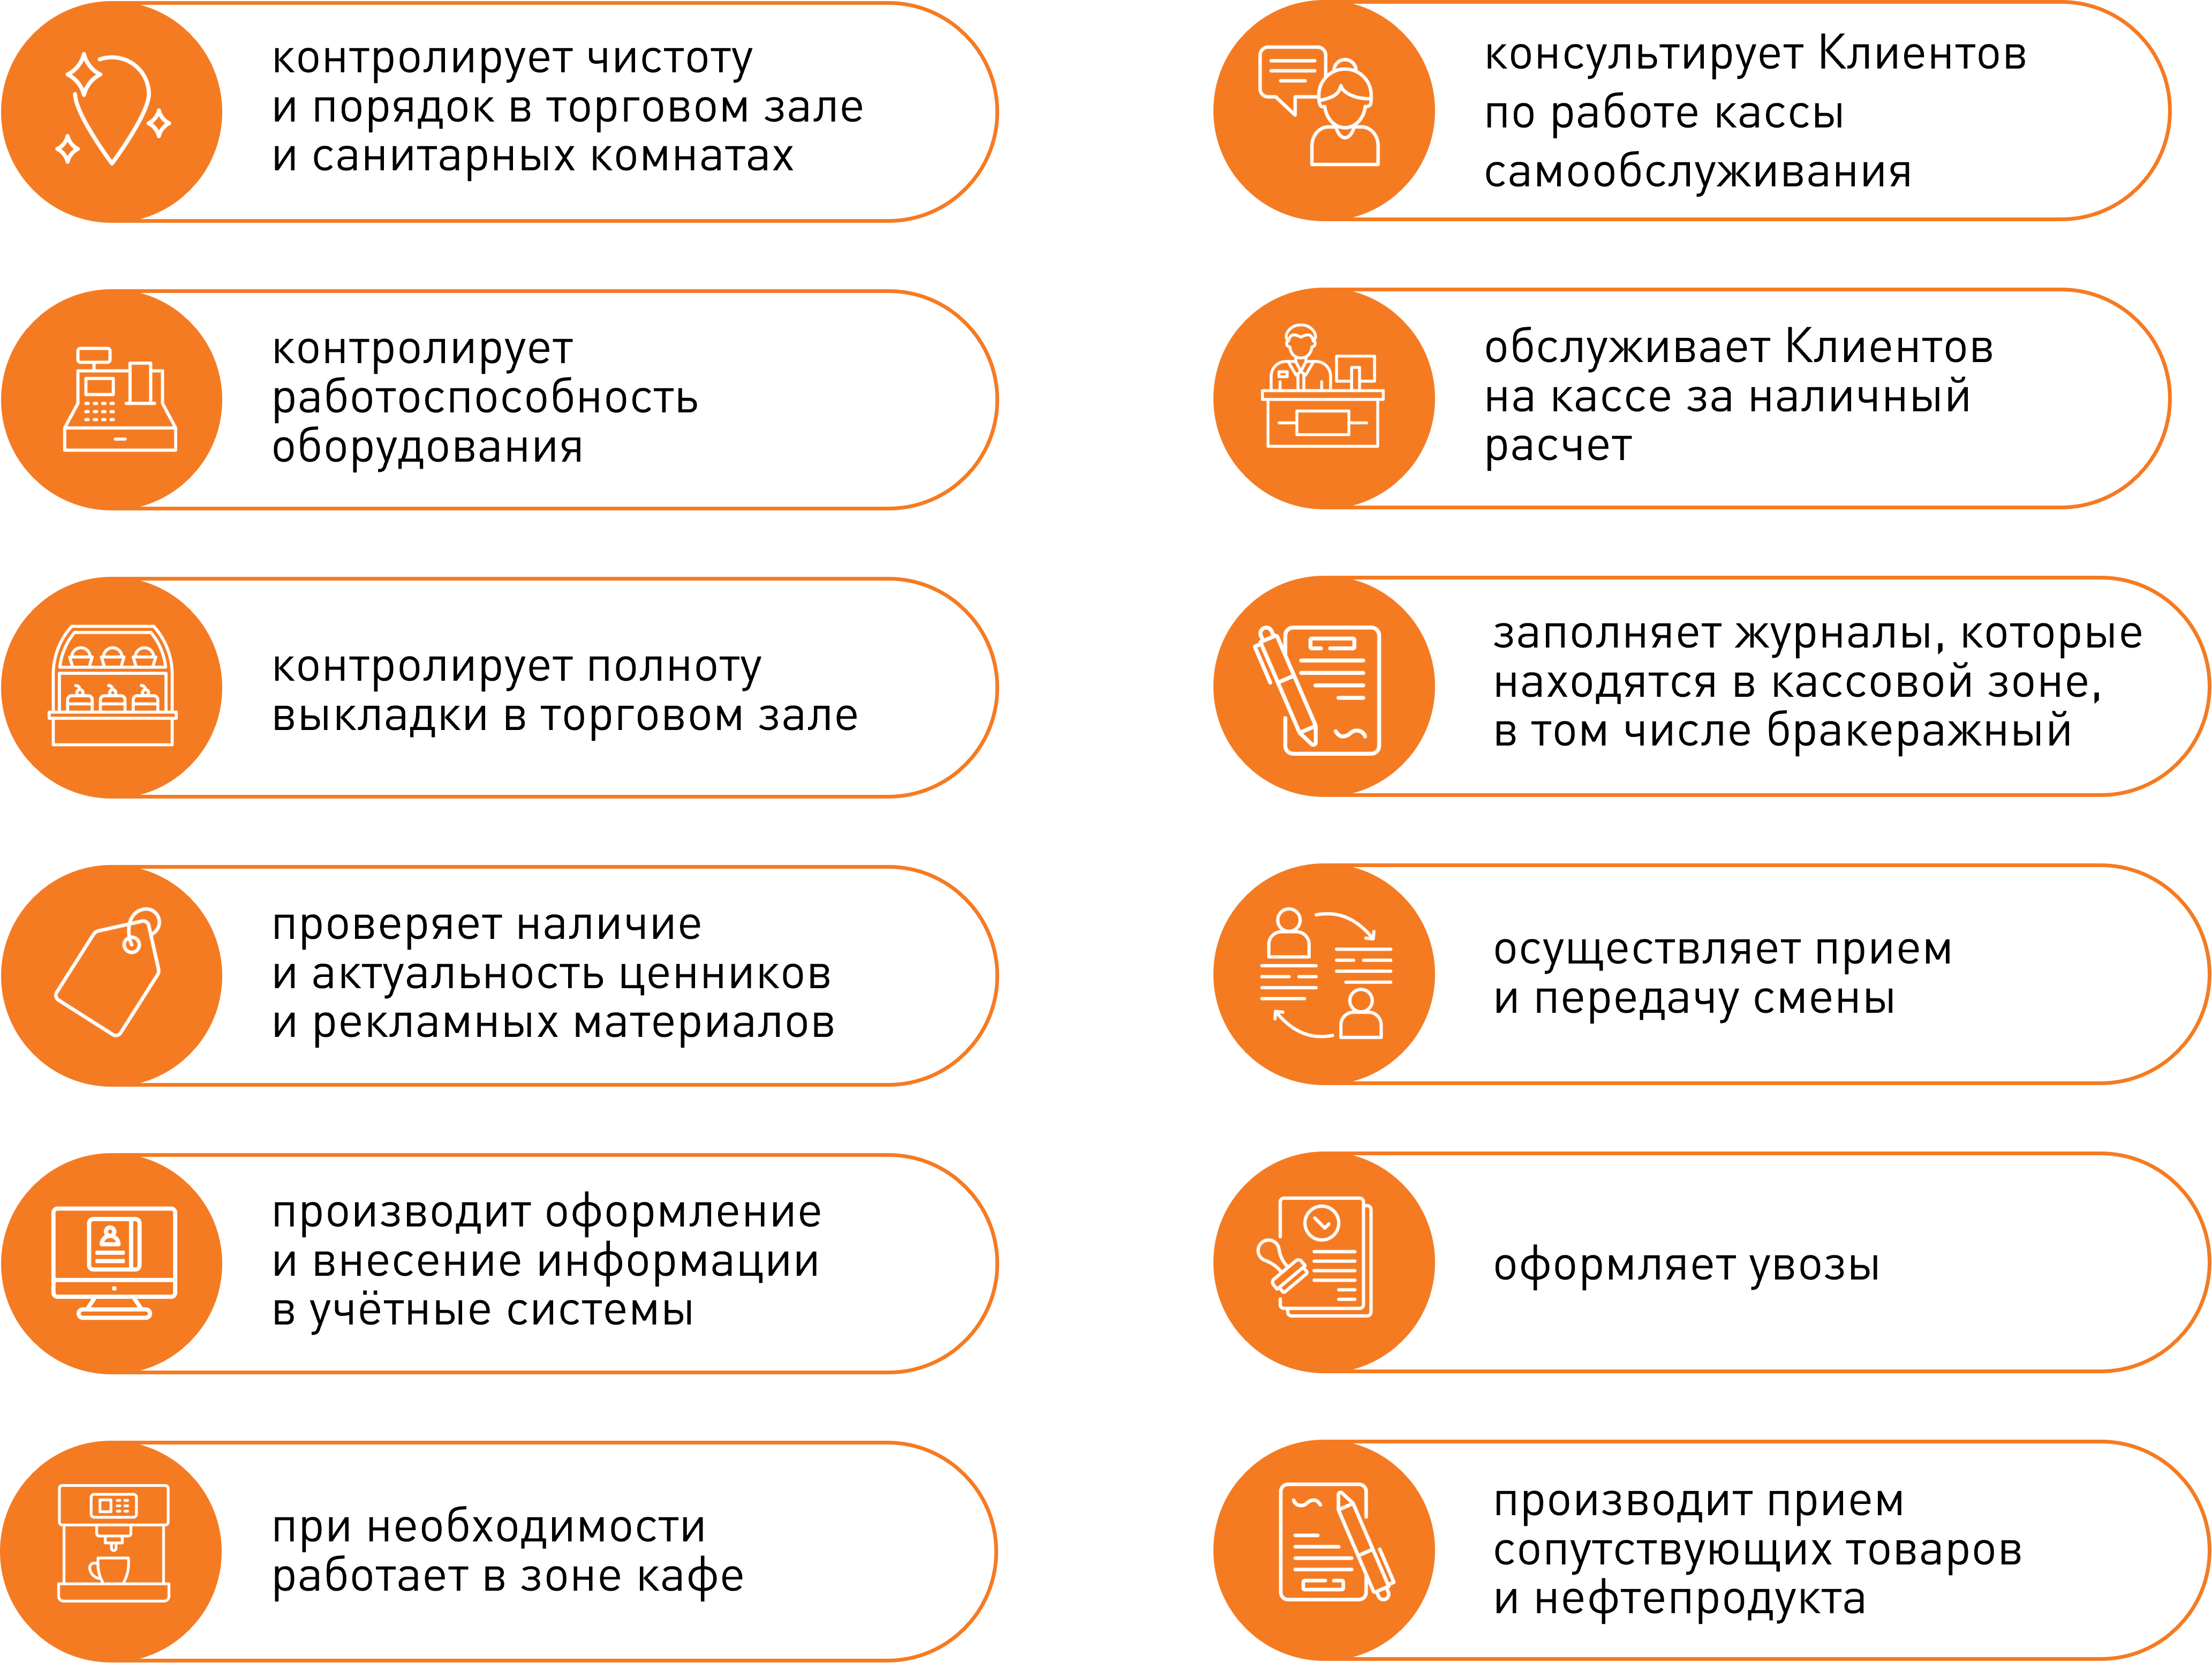 контролирует чистоту
и порядок в торговом зале
и санитарных комнатах
контролирует
работоспособность
оборудования
контролирует полноту
выкладки в торговом зале
проверяет наличие
и актуальность ценников
и рекламных материалов
производит оформление
и внесение информации
в учётные системы
при необходимости
работает в зоне кафе
консультирует Клиентов
по работе кассы
самообслуживания
обслуживает Клиентов
на кассе за наличный
расчет
заполняет журналы, которые
находятся в кассовой зоне,
в том числе бракеражный
осуществляет прием
и передачу смены
оформляет увозы
производит прием
сопутствующих товаров
и нефтепродукта